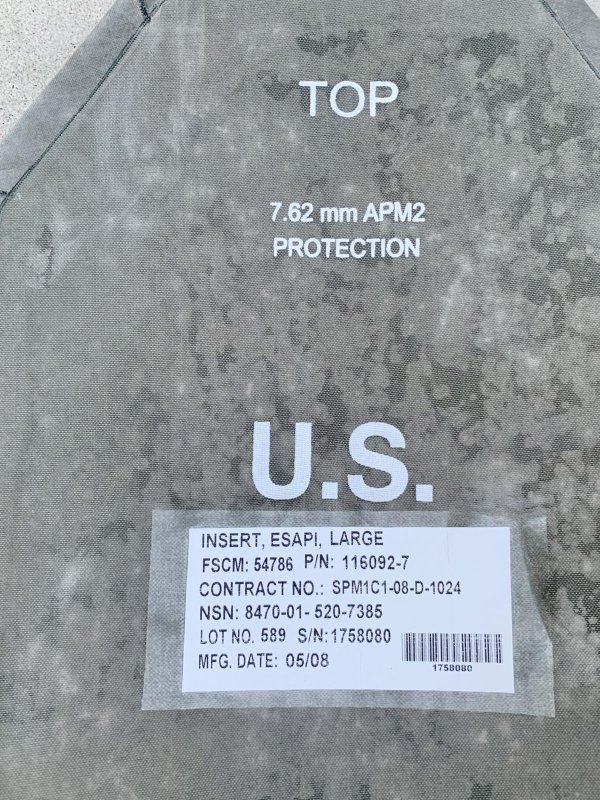 TOP
7.62 mm APM2
PROTECTION
U.S.
INSERT, ESAPI, LARGE
FSCM: 54786 P/N: 116092-7
CONTRACT NO.: SPM1C1-08-D-1024
NSN: 8470-01- 520-7385
LOT NO. 589 S/N:1758080
MFG. DATE: 05/08
1758080